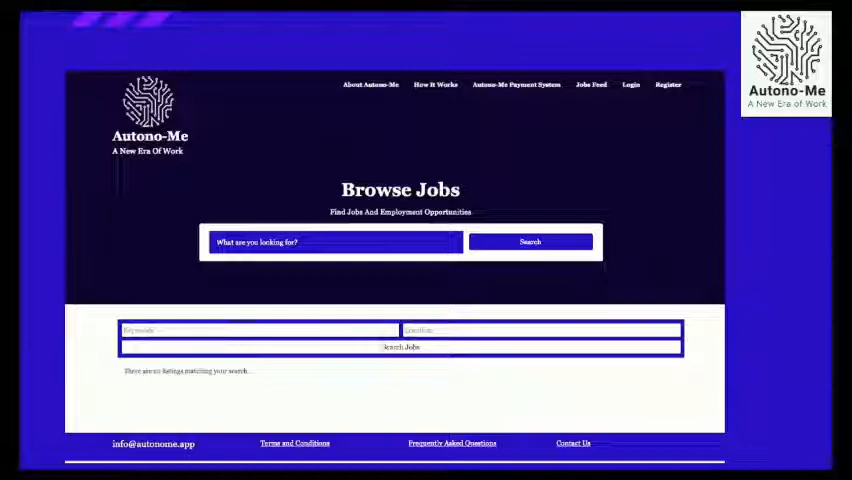 Autono-Me
A New Era of Work
About Autono-Me
How It Works
Autono-Me Payment System
Jobs Feed
Login
Register
Autono-Me
A New Era Of Work
Browse Jobs
Find Jobs And Employment Opportunities
What are you looking for?
Search
Keywords
Location
Search Jobs
There are no listings matching your search.
info@autonome.app
Terms and Conditions
Frequently Asked Questions
Contact Us